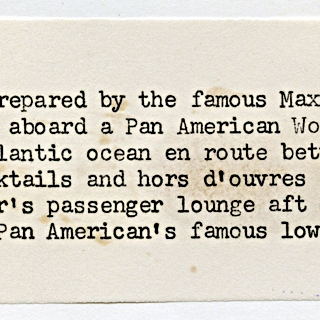 repared by the famous Max
aboard a Pan American Wo
lantic ocean en route bet
ktails and hors d'ouvres
r's passenger lounge aft
Pan American's famous low